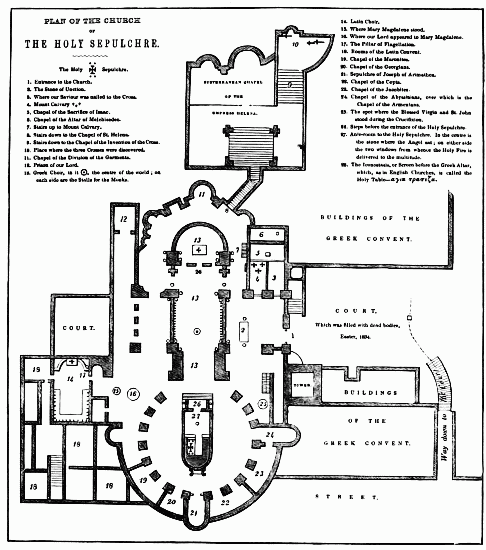 PLAN OF THE CHURCH
OF
THE HOLY SEPULCHRE.
The Holy Sepulchre.
1. Entrance to the Church.
2. The Stone of Unction.
3. Where our Saviour was nailed to the Cross.
4. Mount Calvary
5. Chapel of the Sacrifice of Isaac.
6. Chapel of the Altar of Melchisedec.
7. Stairs up to Mount Calvary.
8. Stairs down to the Chapel of St. Helena.
9. Stairs down to the Chapel of the Invention of the Cross.
10. Place where the three Crosses were discovered.
11. Chapel of the Division of the Garments.
12. Prison of our Lord.
13. Greek Choir, in it, the centre of the world; on
each side are the Stalls for the Monks.
14. Latin Choir.
15. Where Mary Magdalene stood.
16. Where our Lord appeared to Mary Magdalene.
17. The Pillar of Flagellation.
18. Rooms of the Latin Convent.
19. Chapel of the Maronites.
20. Chapel of the Georgians.
21. Sepulchre of Joseph of Arimathea.
22. Chapel of the Copts.
23. Chapel of the Jacobites.
24. Chapel of the Abyssinians, over which is the
Chapel of the Armenians.
25. The spot where the Blessed Virgin and St. John
stood during the Crucifixion.
26. Steps before the entrance of the Holy Sepulchre.
27. Ante-room to the Holy Sepulchre. In the centre is
the stone where the Angel sat; on either side
the two windows from whence the Holy Fire is
delivered to the multitude.
28. The Iconostasis, or Screen before the Greek Altar,
which, as in English Churches, is called the
Holy Table—αγια τραπεζα.
10
9
SUBTERRANEAN CHAPEL
OF THE
EMPRESS HELENA.
8
11
12
13
28
6
5
4
3
7
BUILDINGS OF THE
GREEK CONVENT.
COURT,
Which was filled with dead bodies,
Easter, 1834.
13
2
1
COURT.
13
TOWER
BUILDINGS
OF THE
GREEK CONVENT.
Way down to the
18
14
17
15
16
26
27
25
24
18
18
18
18
19
20
21
22
23
STREET.